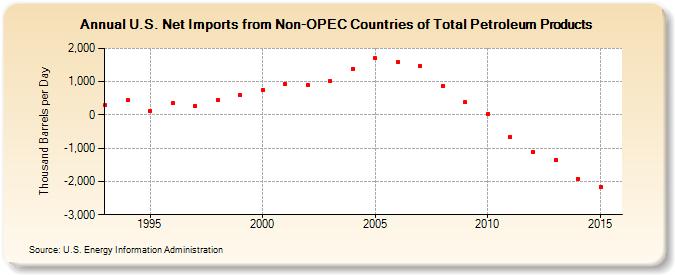 Annual U.S. Net Imports from Non-OPEC Countries of Total Petroleum Products
Thousand Barrels per Day
2,000
1,000
0
-1,000
-2,000
-3,000
1995 2000 2005 2010 2015
Source: U.S. Energy Information Administration